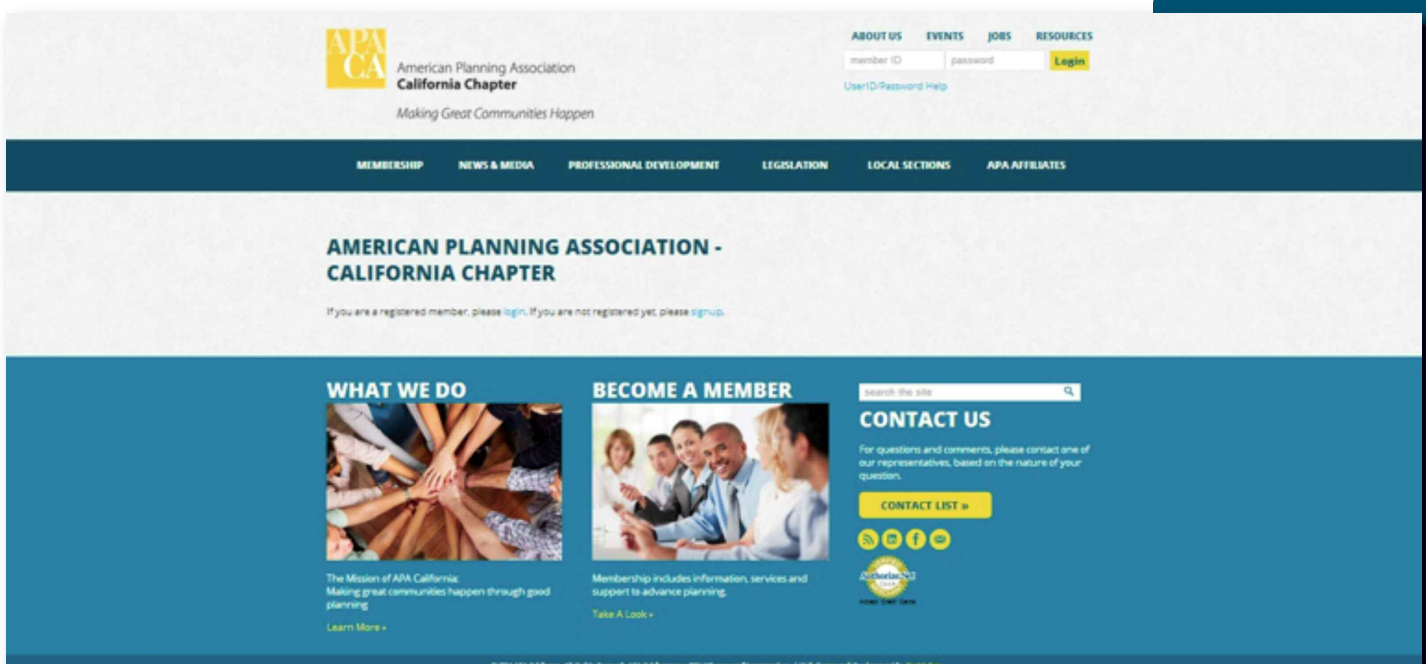 APA
CA
American Planning Association
California Chapter
Making Great Communities Happen
ABOUT US EVENTS JOBS RESOURCES
member ID password Login
UserID/Password Help
MEMBERSHIP NEWS & MEDIA PROFESSIONAL DEVELOPMENT LEGISLATION LOCAL SECTIONS APA AFFILIATES
AMERICAN PLANNING ASSOCIATION -
CALIFORNIA CHAPTER
If you are a registered member, please login. If you are not registered yet, please signup.
WHAT WE DO
The Mission of APA California:
Making great communities happen through good
planning
Learn More »
BECOME A MEMBER
Membership includes information, services and
support to advance planning.
Take A Look »
search the site
CONTACT US
For questions and comments, please contact one of
our representatives, based on the nature of your
question.
CONTACT LIST »
Authorize.Net
Accept Credit Cards